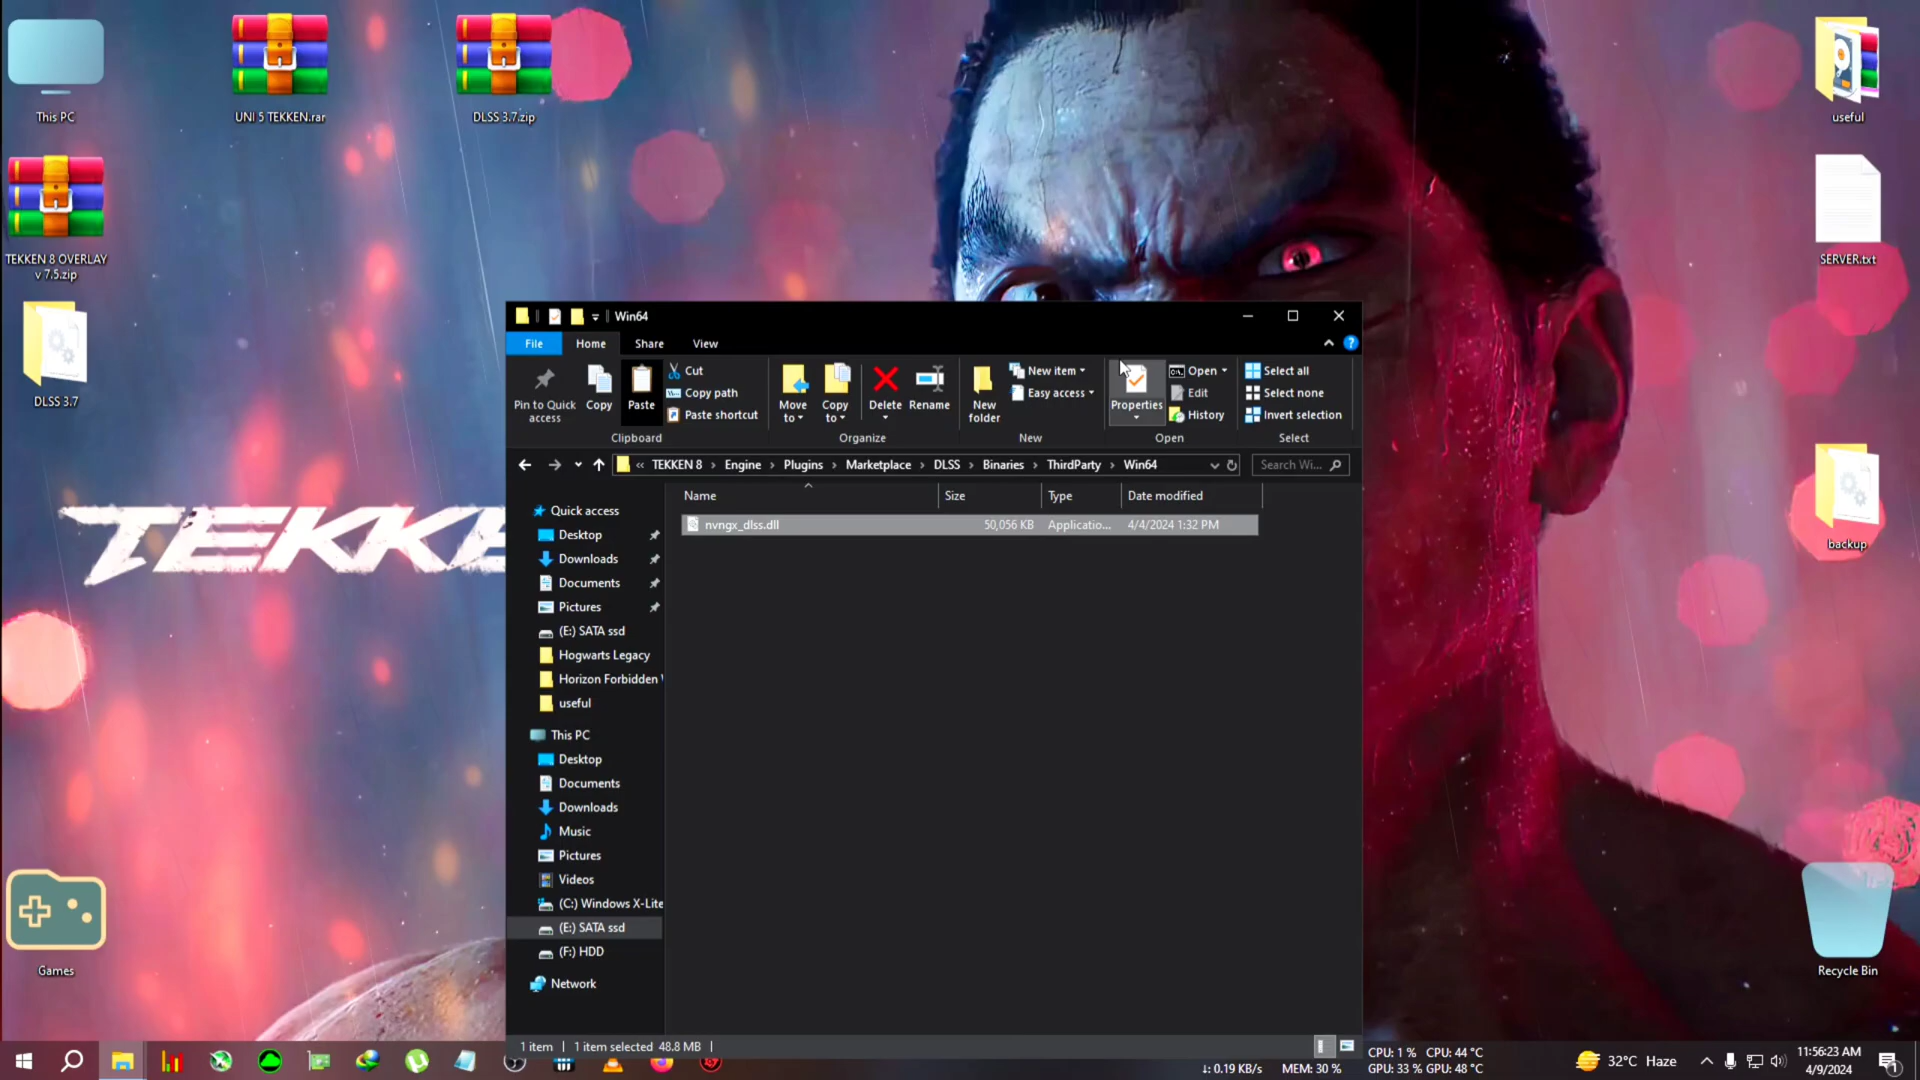 This PC
UNI 5 TEKKEN.rar
DLSS 3.7.zip
useful
TEKKEN 8 OVERLAY
v 7.5.zip
SERVER.txt
DLSS 3.7
backup
Games
Recycle Bin
TEKKE
Win64
File
Home
Share
View
Pin to Quick
access
Copy
Paste
Cut
Copy path
Paste shortcut
Clipboard
Move
to
Copy
to
Delete
Rename
Organize
New
folder
New item
Easy access
New
Properties
Open
Edit
History
Open
Select all
Select none
Invert selection
Select
« TEKKEN 8 › Engine › Plugins › Marketplace › DLSS › Binaries › ThirdParty › Win64
Search Wi...
Name
Size
Type
Date modified
nvngx_dlss.dll
50,056 KB
Applicatio...
4/4/2024 1:32 PM
Quick access
Desktop
Downloads
Documents
Pictures
(E:) SATA ssd
Hogwarts Legacy
Horizon Forbidden
useful
This PC
Desktop
Documents
Downloads
Music
Pictures
Videos
(C:) Windows X-Lite
(E:) SATA ssd
(F:) HDD
Network
1 item
1 item selected 48.8 MB
↓: 0.19 KB/s
CPU: 1 % CPU: 44 °C
MEM: 30 %
GPU: 33 % GPU: 48 °C
32°C Haze
11:56:23 AM
4/9/2024
1